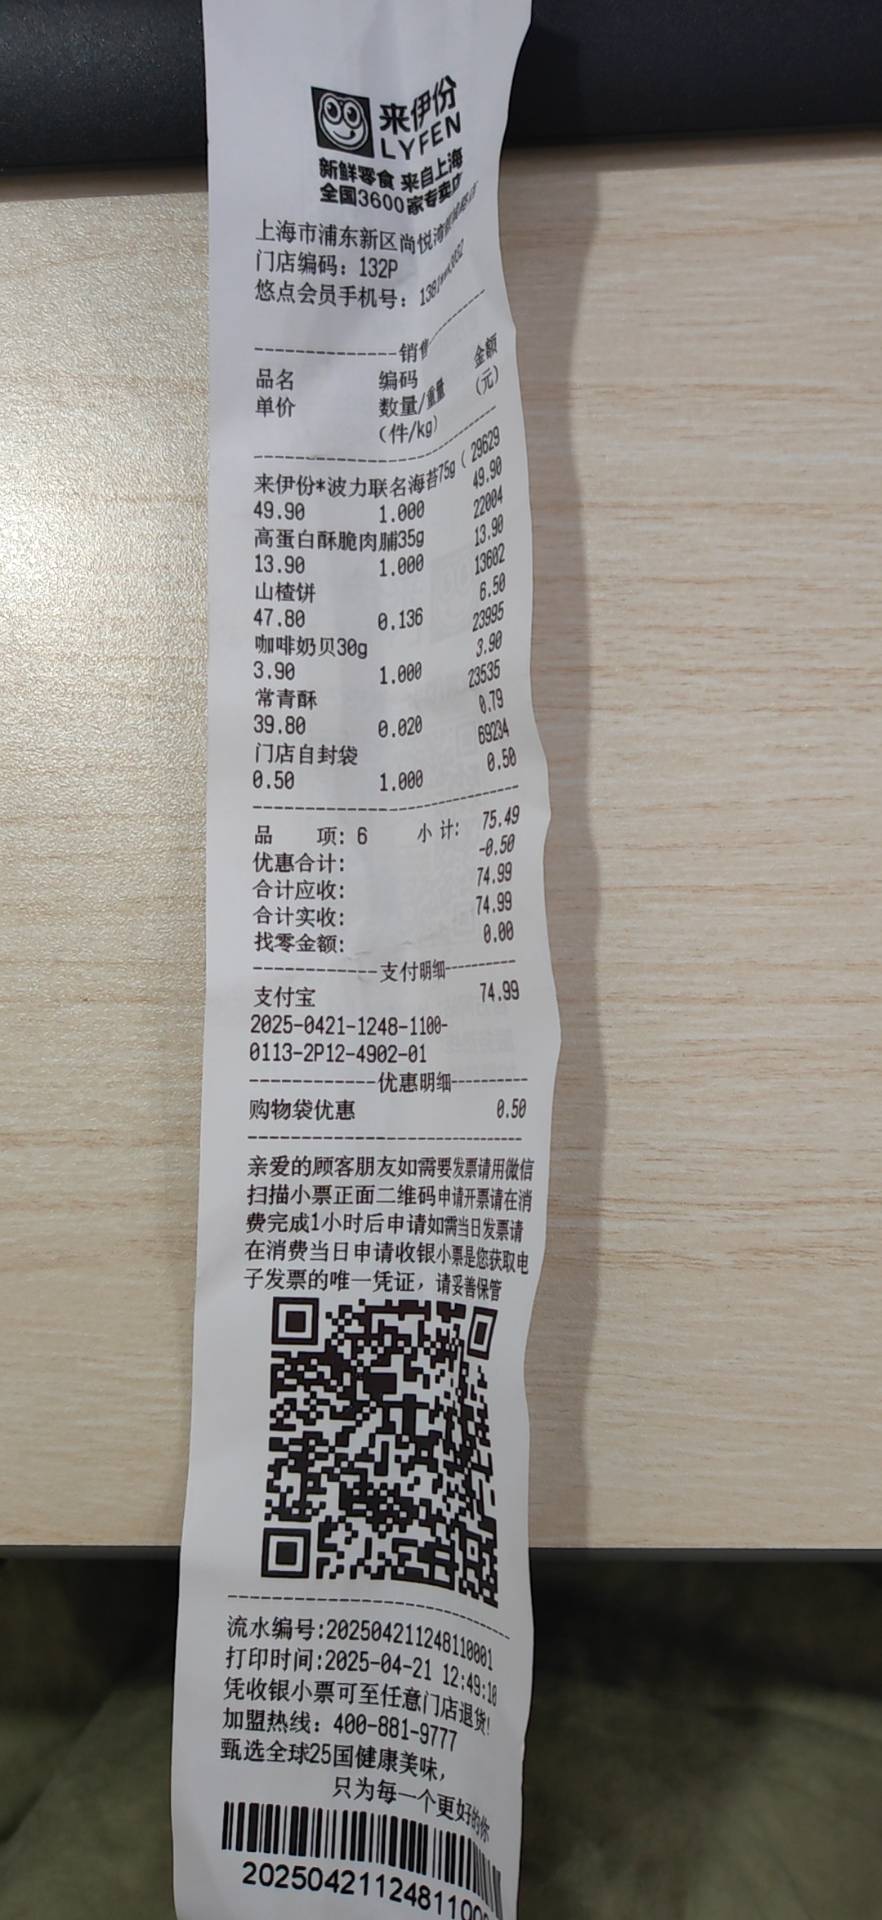 来伊份
LYFEN
新鲜零食 来自上海
全国3600家专卖店
上海市浦东新区尚悦湾
门店编码：132P
悠点会员手机号：
销售
品名 编码 金额
单价 数量/重量 (元)
(件/kg)
来伊份*波力联名海苔75g ( 29629
49.90 1.000 49.90
高蛋白酥脆肉脯35g 22004
13.90 1.000 13.90
山楂饼 13602
47.80 0.136 6.50
咖啡奶贝30g 23995
3.90 1.000 3.90
常青酥 23535
39.80 0.020 0.79
门店自封袋 69234
0.50 1.000 0.50
品 项: 6 小 计: 75.49
优惠合计: -0.50
合计应收: 74.99
合计实收: 74.99
找零金额: 0.00
------------支付明细----------
支付宝 74.99
2025-0421-1248-1100-
0113-2P12-4902-01
------------优惠明细----------
购物袋优惠 0.50
亲爱的顾客朋友如需要发票请用微信
扫描小票正面二维码申请开票请在消
费完成1小时后申请如需当日发票请
在消费当日申请收银小票是您获取电
子发票的唯一凭证，请妥善保管
流水编号:202504211248110001
打印时间:2025-04-21 12:49:10
凭收银小票可至任意门店退货!
加盟热线：400-881-9777
甄选全球25国健康美味，
只为每一个更好的你
20250421124811000